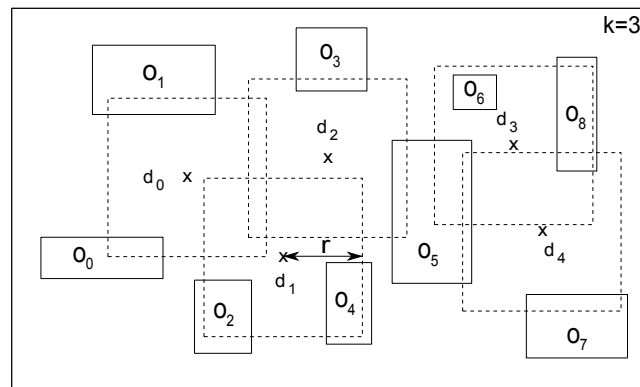 k=3
O₃
O₁
O₆
d₃
O₈
d₂
x
x
d₀ x
x
d₄
O₀
x r
O₅
d₁
O₂
O₄
O₇